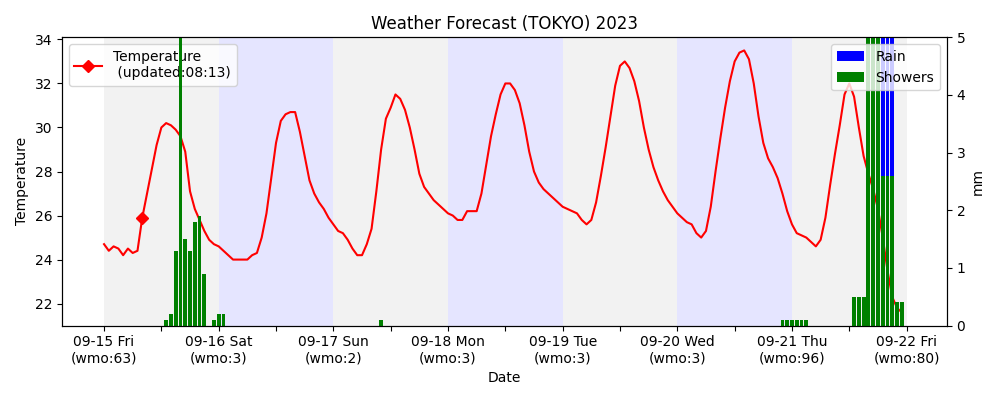 Weather Forecast (TOKYO) 2023
34
32
30
28
26
24
22
Temperature
Temperature
(updated:08:13)
Rain
Showers
5
4
3
2
1
0
mm
09-15 Fri
(wmo:63)
09-16 Sat
(wmo:3)
09-17 Sun
(wmo:2)
09-18 Mon
(wmo:3)
09-19 Tue
(wmo:3)
09-20 Wed
(wmo:3)
09-21 Thu
(wmo:96)
09-22 Fri
(wmo:80)
Date